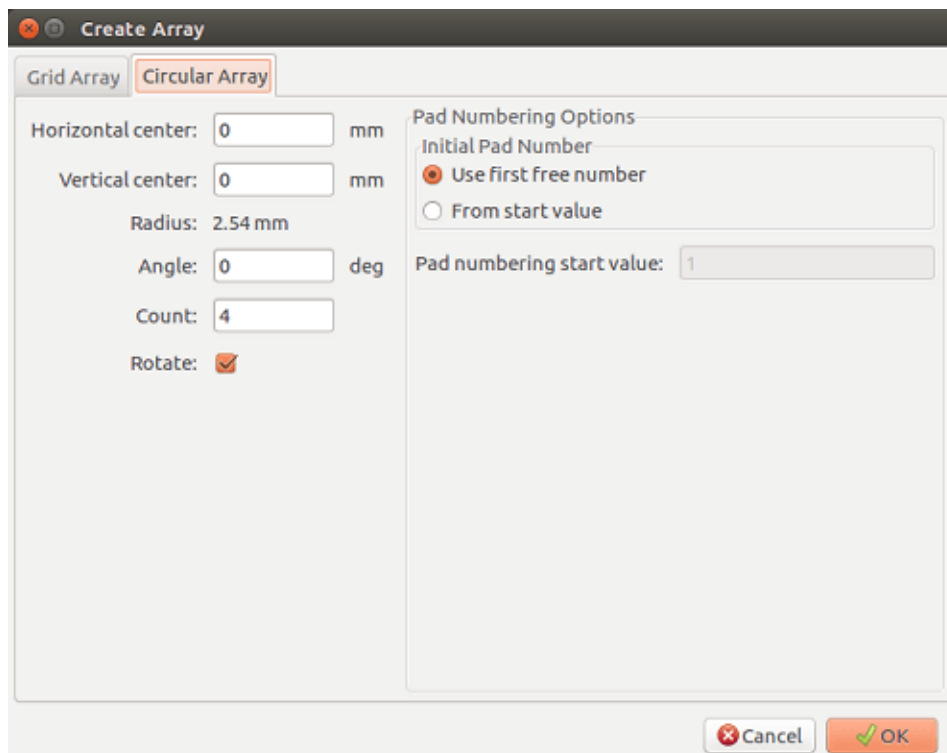 Create Array
Grid Array
Circular Array
Horizontal center: 0 mm
Vertical center: 0 mm
Radius: 2.54 mm
Angle: 0 deg
Count: 4
Rotate:
Pad Numbering Options
Initial Pad Number
Use first free number
From start value
Pad numbering start value: 1
Cancel
OK